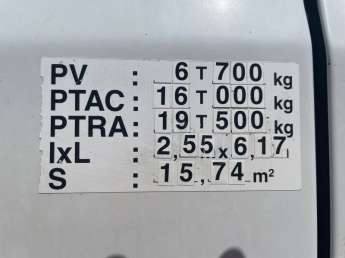 PV : 6 T 700 kg
PTAC : 16 T 000 kg
PTRA : 19 T 500 kg
IxL : 2,55 x 6,17
S : 15,74 m²